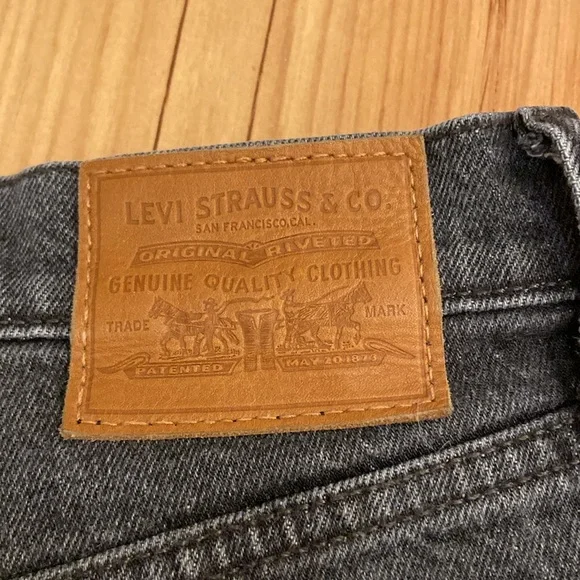 LEVI STRAUSS & CO.
SAN FRANCISCO, CAL.
ORIGINAL RIVETED
GENUINE QUALITY CLOTHING
TRADE MARK
PATENTED MAY 20 1873